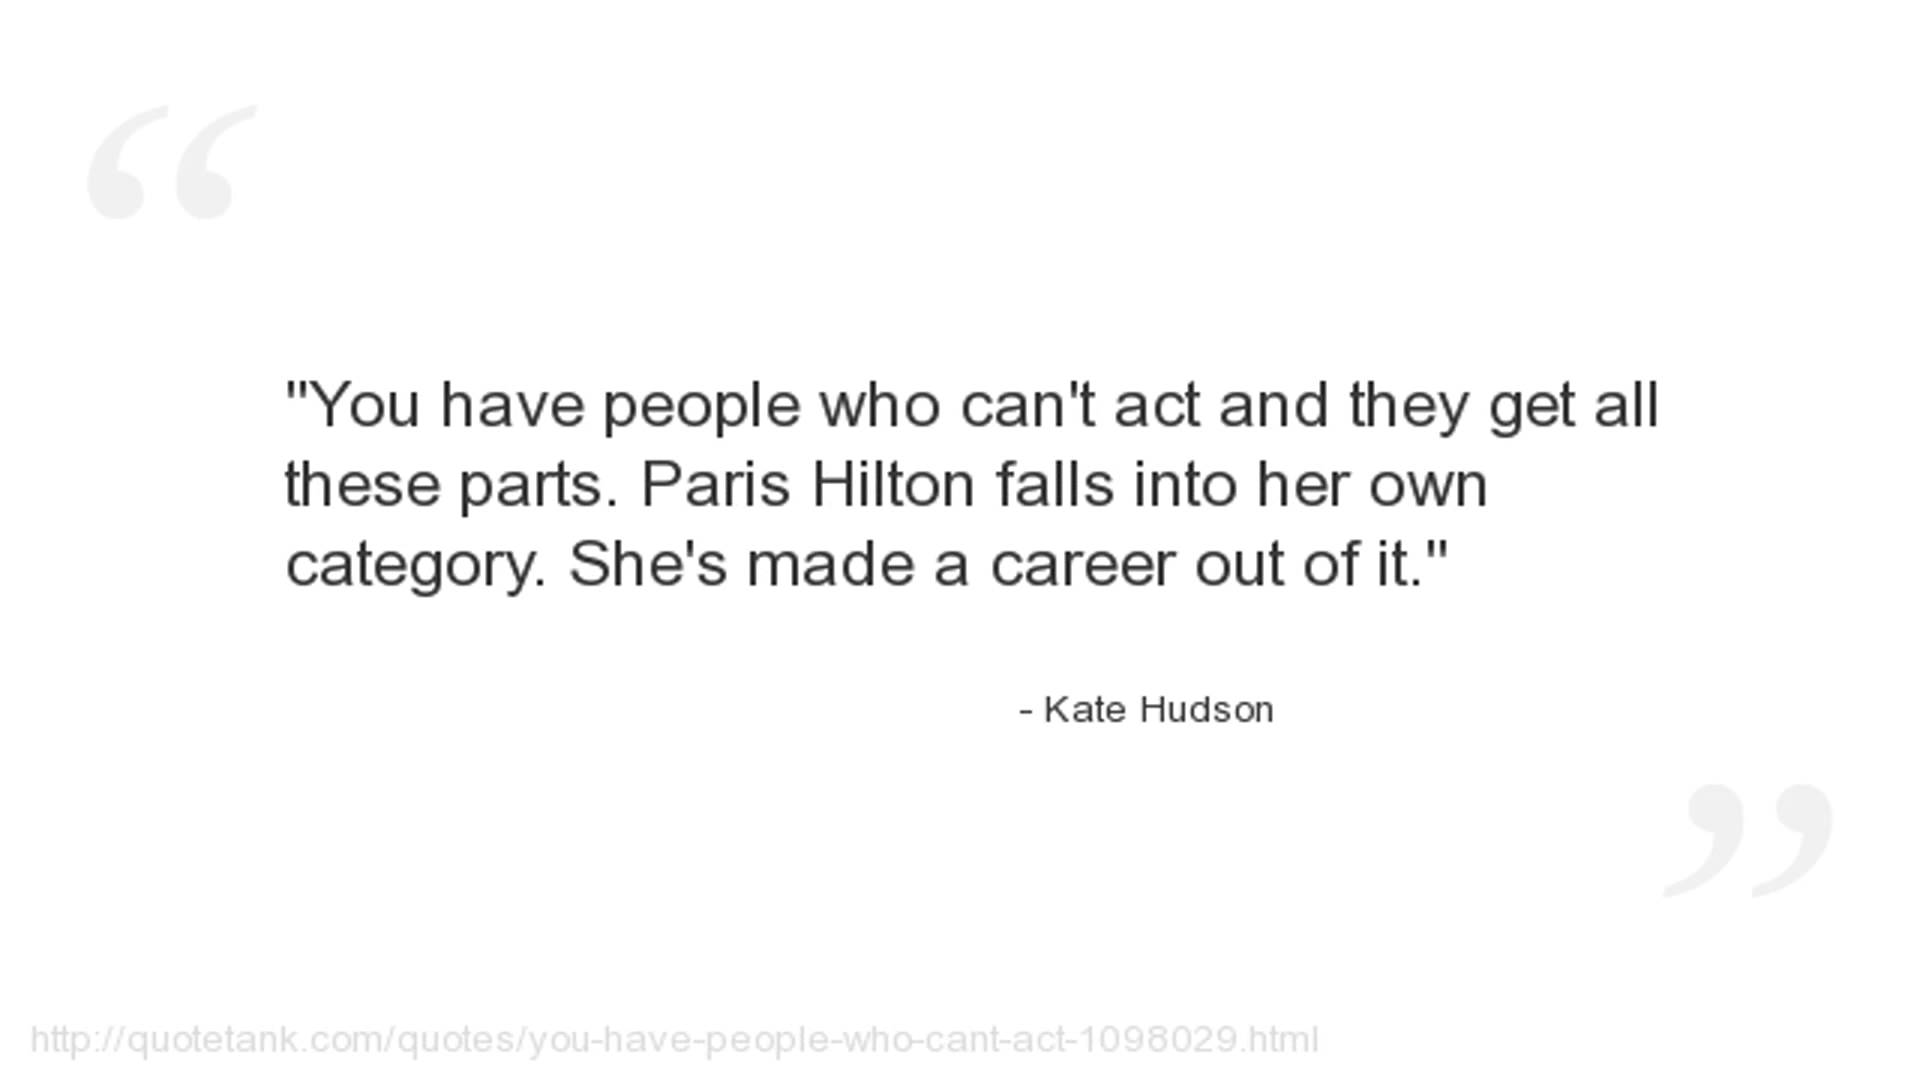 "You have people who can't act and they get all
these parts. Paris Hilton falls into her own
category. She's made a career out of it."
- Kate Hudson
http://quotetank.com/quotes/you-have-people-who-cant-act-1098029.html